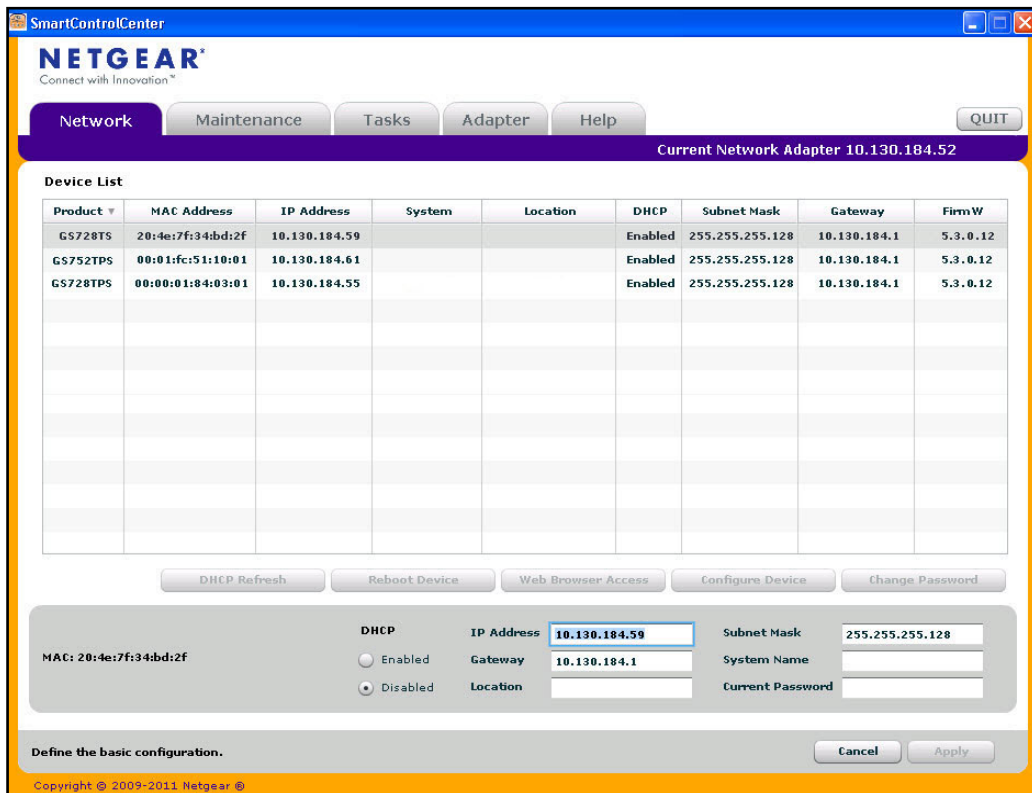 SmartControlCenter
NETGEAR®
Connect with Innovation™
Network Maintenance Tasks Adapter Help QUIT
Current Network Adapter 10.130.184.52
Device List
Product MAC Address IP Address System Location DHCP Subnet Mask Gateway FirmW
GS728TS 20:4e:7f:34:bd:2f 10.130.184.59 Enabled 255.255.255.128 10.130.184.1 5.3.0.12
GS752TPS 00:01:fc:51:10:01 10.130.184.61 Enabled 255.255.255.128 10.130.184.1 5.3.0.12
GS728TPS 00:00:01:84:03:01 10.130.184.55 Enabled 255.255.255.128 10.130.184.1 5.3.0.12
DHCP Refresh Reboot Device Web Browser Access Configure Device Change Password
DHCP IP Address 10.130.184.59 Subnet Mask 255.255.255.128
MAC: 20:4e:7f:34:bd:2f Enabled Gateway 10.130.184.1 System Name
Disabled Location Current Password
Define the basic configuration. Cancel Apply
Copyright © 2009-2011 Netgear ®